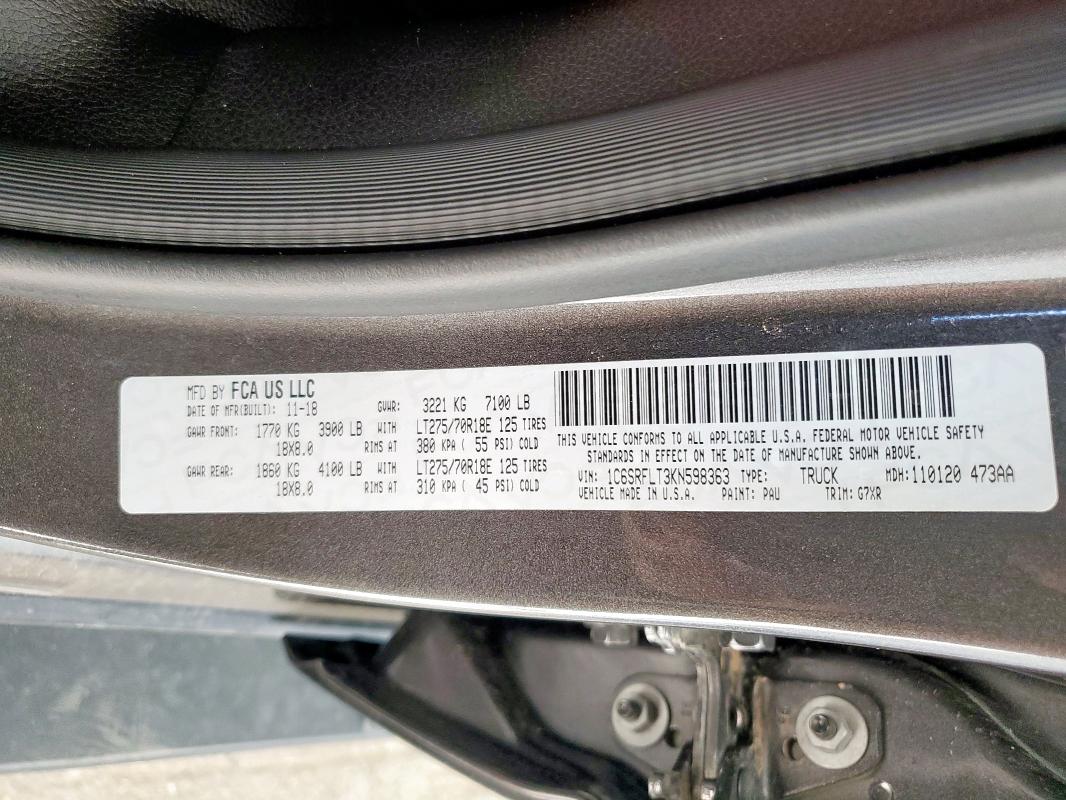 MFD BY FCA US LLC
DATE OF MFR(BUILT): 11-18 GVWR: 3221 KG 7100 LB
GAWR FRONT: 1770 KG 3900 LB WITH LT275/70R18E 125 TIRES
18X8.0 RIMS AT 380 KPA ( 55 PSI) COLD
GAWR REAR: 1860 KG 4100 LB WITH LT275/70R18E 125 TIRES
18X8.0 RIMS AT 310 KPA ( 45 PSI) COLD
THIS VEHICLE CONFORMS TO ALL APPLICABLE U.S.A. FEDERAL MOTOR VEHICLE SAFETY
STANDARDS IN EFFECT ON THE DATE OF MANUFACTURE SHOWN ABOVE.
VIN: 1C6SRFLT3KN598363 TYPE: TRUCK MDH: 110120 473AA
VEHICLE MADE IN U.S.A. PAINT: PAU TRIM: G7XR